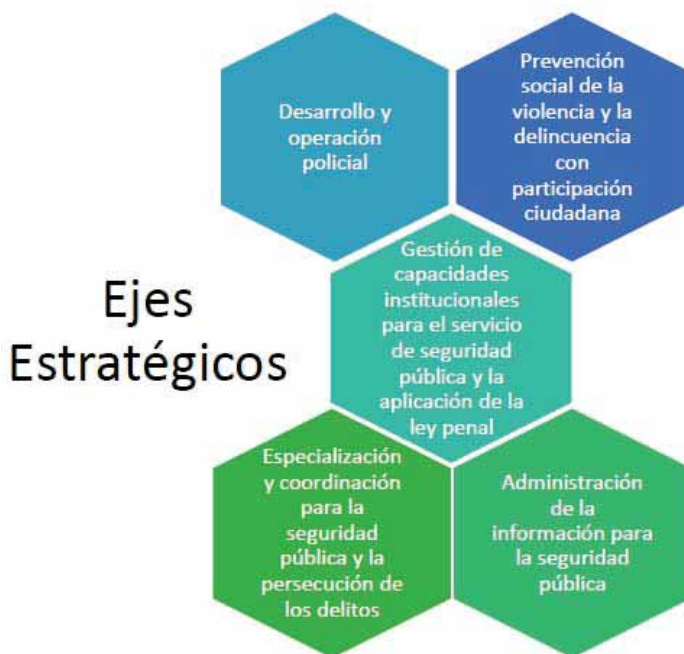 Desarrollo y
operación
policial
Prevención
social de la
violencia y la
delincuencia
con
participación
ciudadana
Ejes
Estratégicos
Gestión de
capacidades
institucionales
para el servicio
de seguridad
pública y la
aplicación de la
ley penal
Especialización
y coordinación
para la
seguridad
pública y la
persecución de
los delitos
Administración
de la
información para
la seguridad
pública